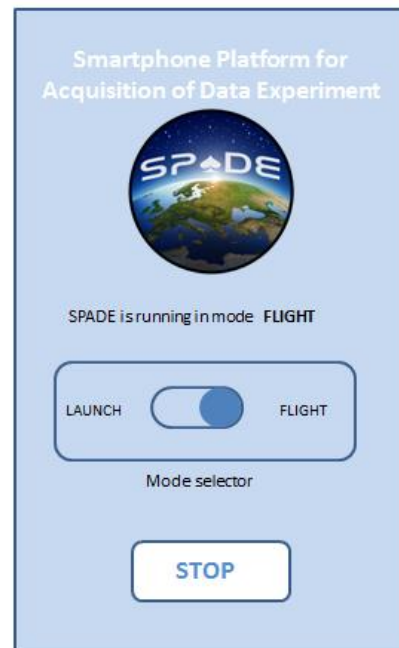 Smartphone Platform for
Acquisition of Data Experiment
SPADE
SPADE is running in mode FLIGHT
LAUNCH FLIGHT
Mode selector
STOP